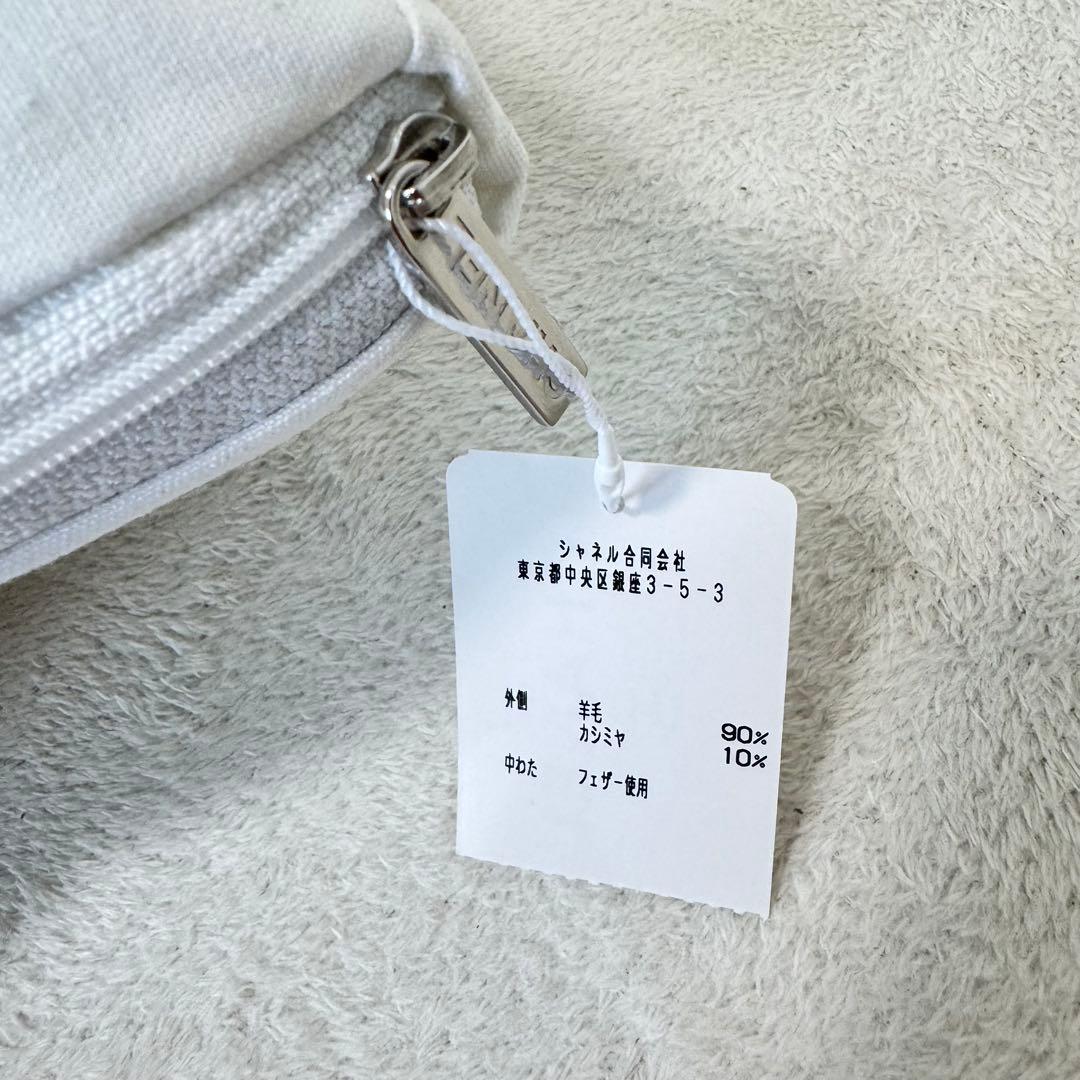 シャネル合同会社
東京都中央区銀座3-5-3
外側 羊毛 90%
カシミヤ 10%
中わた フェザー使用